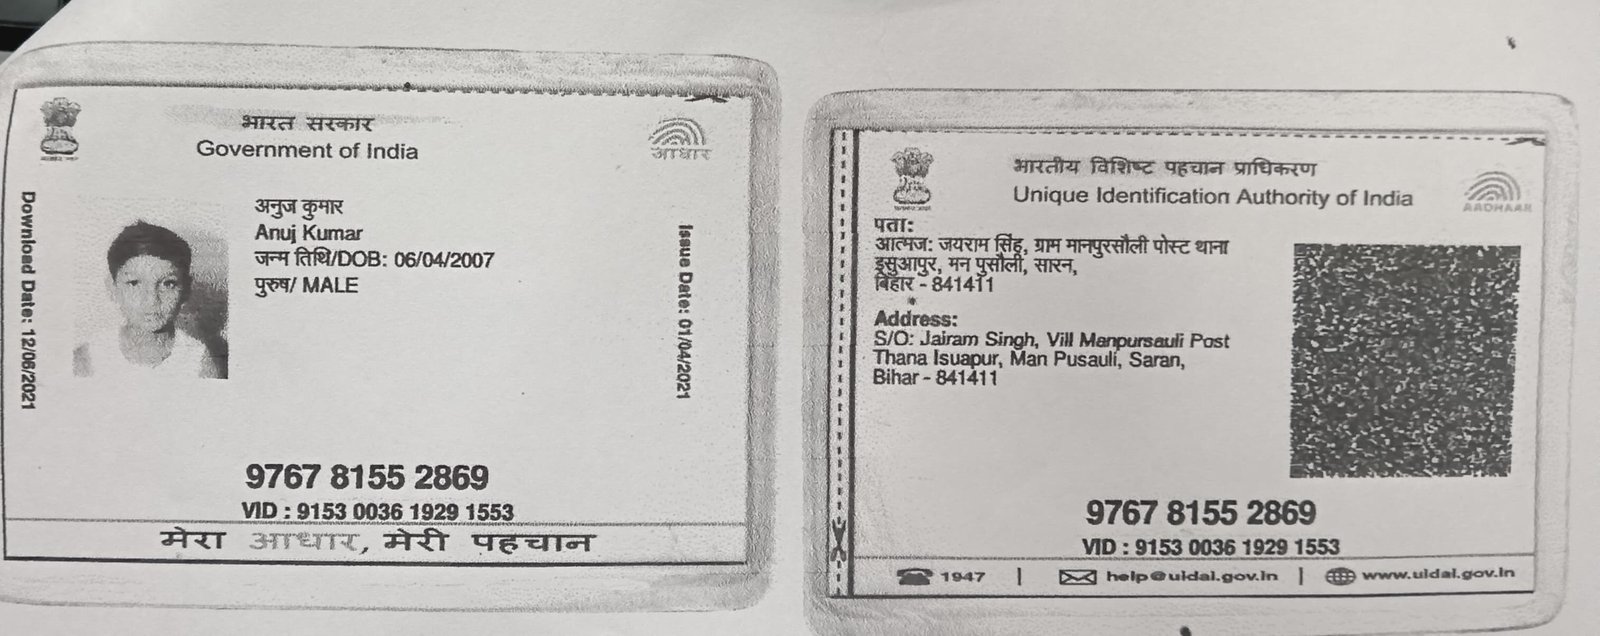 भारत सरकार
Government of India
आधार
Download Date: 12/06/2021
अनुज कुमार
Anuj Kumar
जन्म तिथि/DOB: 06/04/2007
पुरुष/ MALE
Issue Date: 01/04/2021
9767 8155 2869
VID : 9153 0036 1929 1553
मेरा आधार, मेरी पहचान
भारतीय विशिष्ट पहचान प्राधिकरण
Unique Identification Authority of India
AADHAAR
पता:
आत्मज: जयराम सिंह, ग्राम मानपुरसौली पोस्ट थाना
इसुआपुर, मन पुसौली, सारन,
बिहार - 841411
Address:
S/O: Jairam Singh, Vill Manpursauli Post
Thana Isuapur, Man Pusauli, Saran,
Bihar - 841411
9767 8155 2869
VID : 9153 0036 1929 1553
1947 | help@uidai.gov.in | www.uidai.gov.in